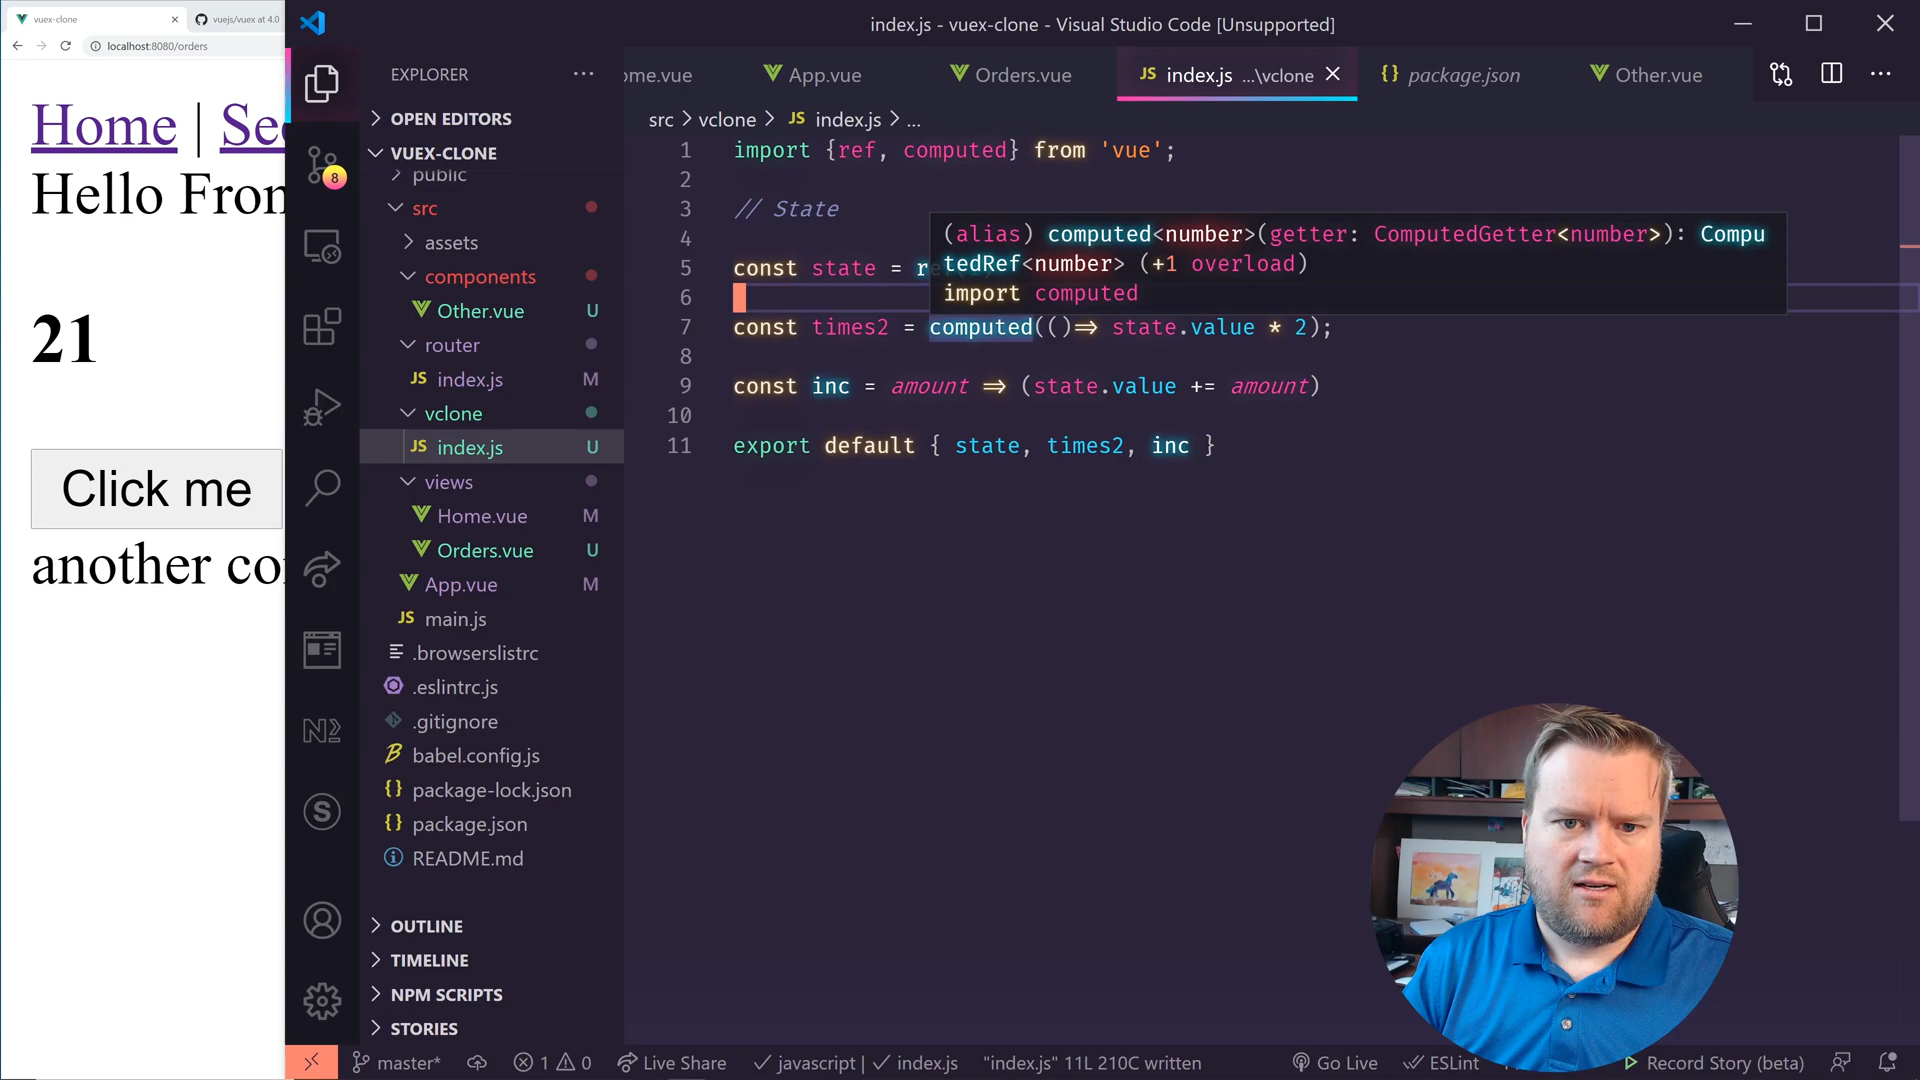 vuex-clone
vuejs/vuex at 4.0
localhost:8080/orders
Home | Sec
Hello From
21
Click me
another co
index.js - vuex-clone - Visual Studio Code [Unsupported]
EXPLORER
OPEN EDITORS
VUEX-CLONE
public
src
assets
components
Other.vue U
router
index.js M
vclone
index.js U
views
Home.vue M
Orders.vue U
App.vue M
main.js
.browserslistrc
.eslintrc.js
.gitignore
babel.config.js
package-lock.json
package.json
README.md
OUTLINE
TIMELINE
NPM SCRIPTS
STORIES
8
ome.vue
App.vue
Orders.vue
JS index.js ...\vclone
{} package.json
Other.vue
src > vclone > JS index.js > ...
1 import {ref, computed} from 'vue';
2
3 // State
4
5 const state = r
6
7 const times2 = computed(()=> state.value * 2);
8
9 const inc = amount => (state.value += amount)
10
11 export default { state, times2, inc }
(alias) computed<number>(getter: ComputedGetter<number>): Compu
tedRef<number> (+1 overload)
import computed
master* 1 0 Live Share javascript | index.js "index.js" 11L 210C written Go Live ESLint Record Story (beta)